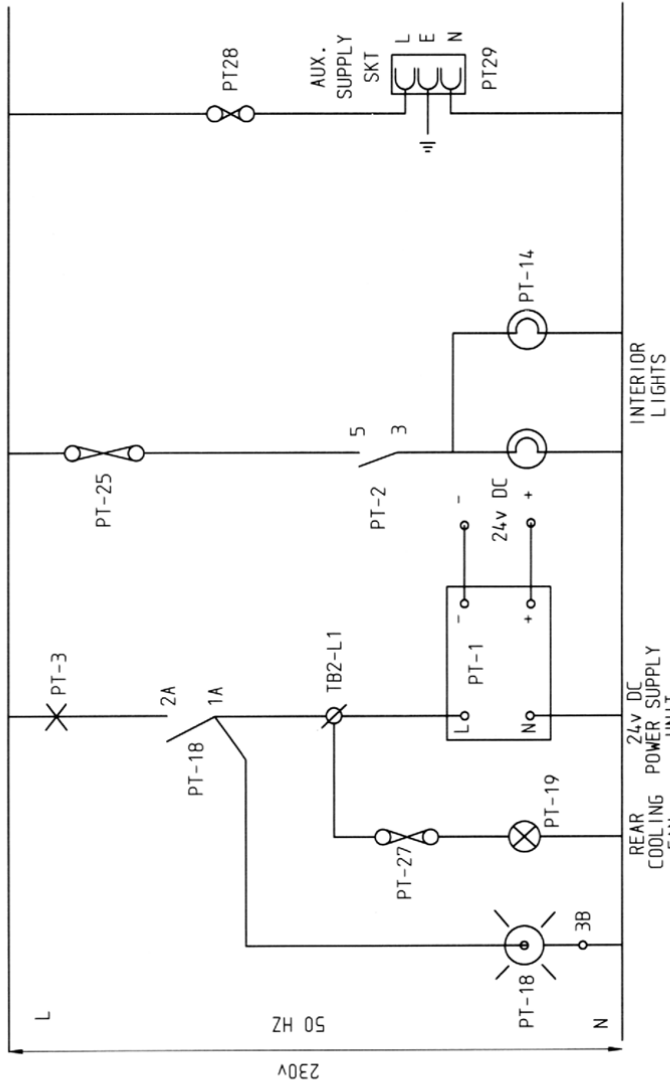 230v
50 HZ
L
N
PT-18
3B
PT-27
PT-19
REAR
COOLING
PT-3
2A
1A
PT-18
TB2-L1
L
N
PT-1
-
+
-
+
24v DC
24v DC
POWER SUPPLY
UNIT
PT-25
5
3
PT-2
PT-14
INTERIOR
LIGHTS
PT28
AUX.
SUPPLY
SKT
L
E
N
PT29